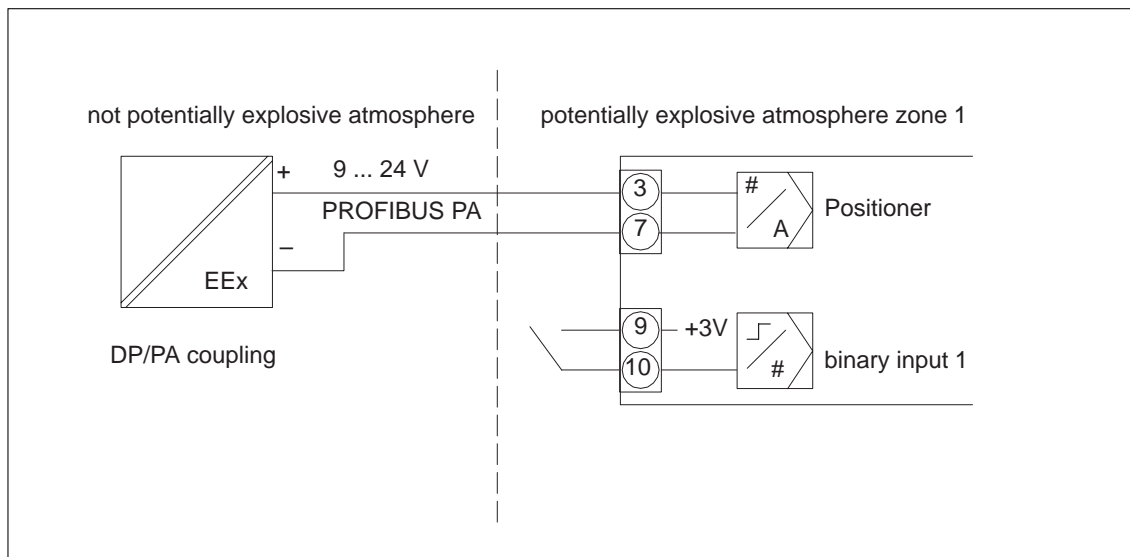 not potentially explosive atmosphere
potentially explosive atmosphere zone 1
+ 9 ... 24 V
PROFIBUS PA
–
EEx
DP/PA coupling
3
7
#
A
Positioner
9 +3V
10
#
binary input 1